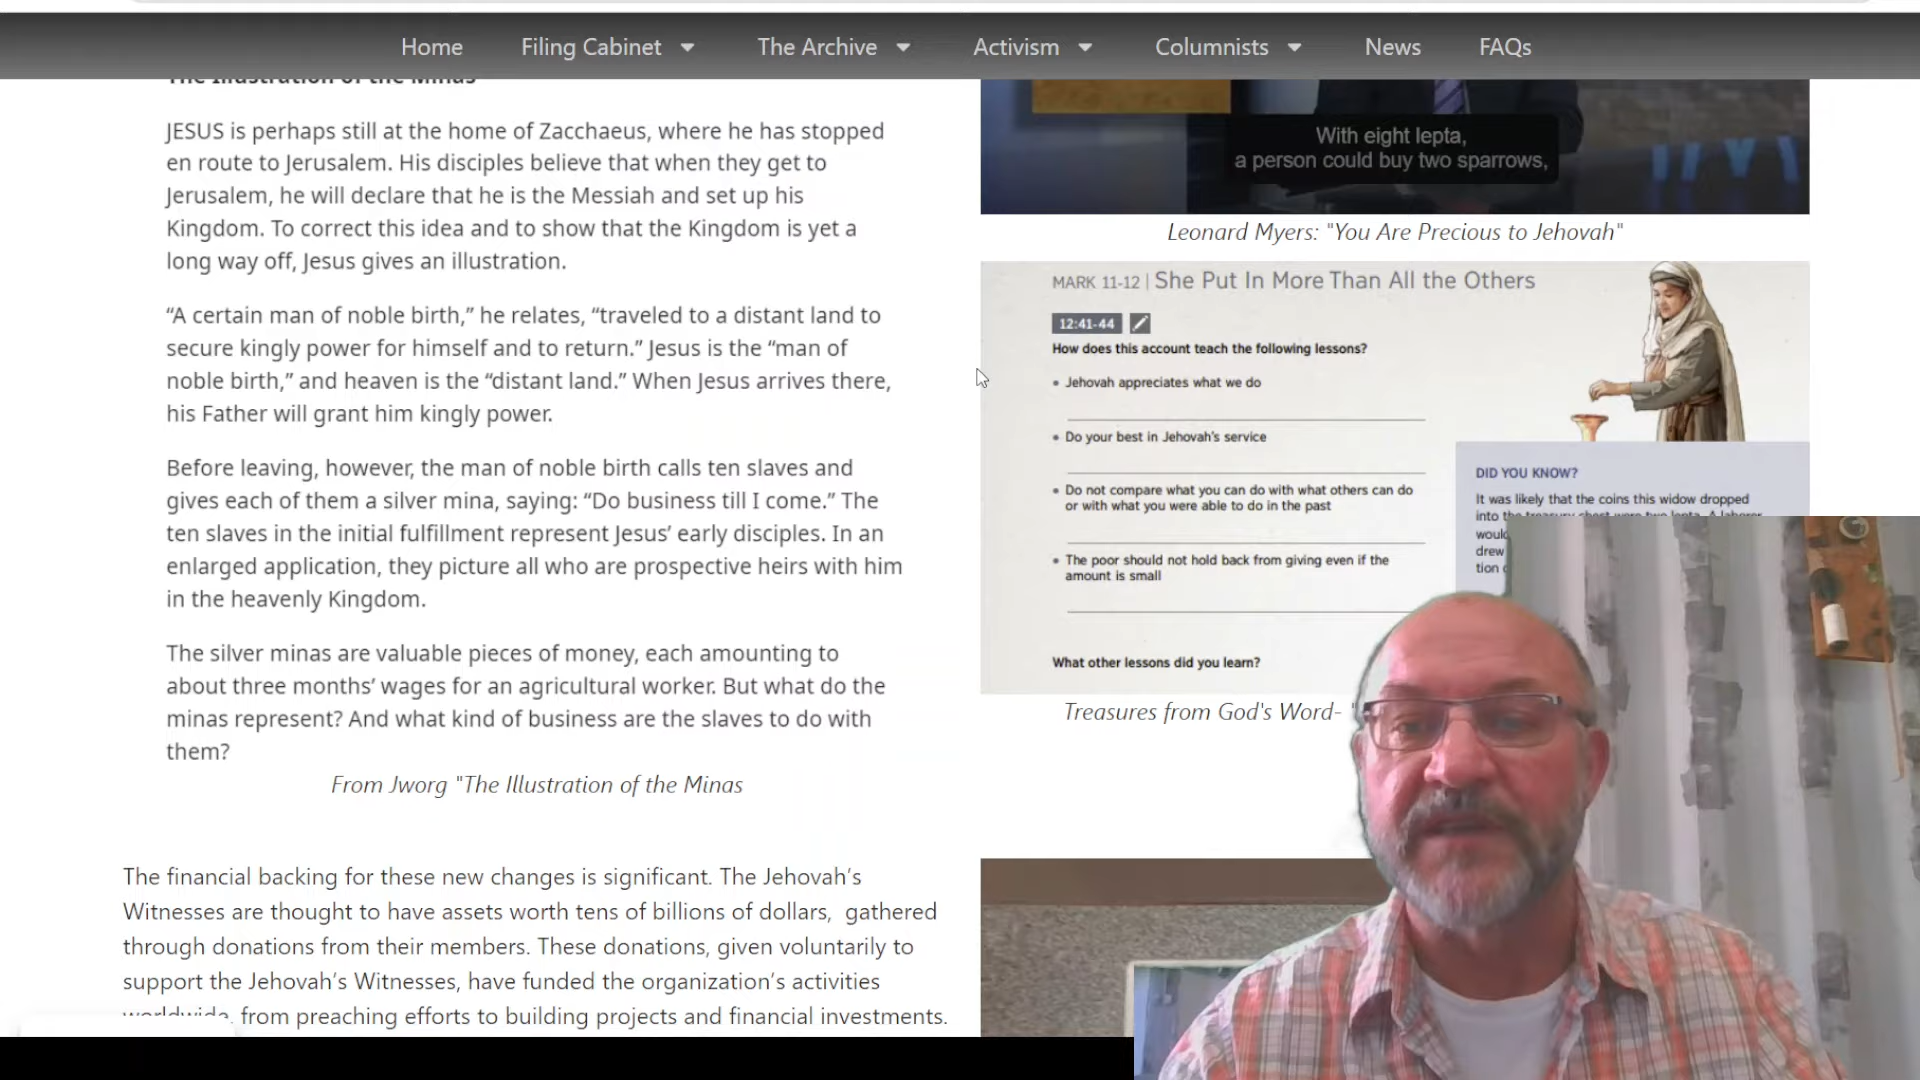 Home Filing Cabinet The Archive Activism Columnists News FAQs
The Illustration of the Minas
JESUS is perhaps still at the home of Zacchaeus, where he has stopped
en route to Jerusalem. His disciples believe that when they get to
Jerusalem, he will declare that he is the Messiah and set up his
Kingdom. To correct this idea and to show that the Kingdom is yet a
long way off, Jesus gives an illustration.
“A certain man of noble birth,” he relates, “traveled to a distant land to
secure kingly power for himself and to return.” Jesus is the “man of
noble birth,” and heaven is the “distant land.” When Jesus arrives there,
his Father will grant him kingly power.
Before leaving, however, the man of noble birth calls ten slaves and
gives each of them a silver mina, saying: “Do business till I come.” The
ten slaves in the initial fulfillment represent Jesus’ early disciples. In an
enlarged application, they picture all who are prospective heirs with him
in the heavenly Kingdom.
The silver minas are valuable pieces of money, each amounting to
about three months’ wages for an agricultural worker. But what do the
minas represent? And what kind of business are the slaves to do with
them?
From Jworg "The Illustration of the Minas
The financial backing for these new changes is significant. The Jehovah’s
Witnesses are thought to have assets worth tens of billions of dollars, gathered
through donations from their members. These donations, given voluntarily to
support the Jehovah’s Witnesses, have funded the organization’s activities
worldwide, from preaching efforts to building projects and financial investments.
With eight lepta,
a person could buy two sparrows,
Leonard Myers: "You Are Precious to Jehovah"
MARK 11-12 | She Put In More Than All the Others
12:41-44
How does this account teach the following lessons?
• Jehovah appreciates what we do
• Do your best in Jehovah's service
• Do not compare what you can do with what others can do
or with what you were able to do in the past
• The poor should not hold back from giving even if the
amount is small
What other lessons did you learn?
DID YOU KNOW?
It was likely that the coins this widow dropped
into the treasury chest were two lepta. A laborer
would
drew
tion
Treasures from God's Word- "